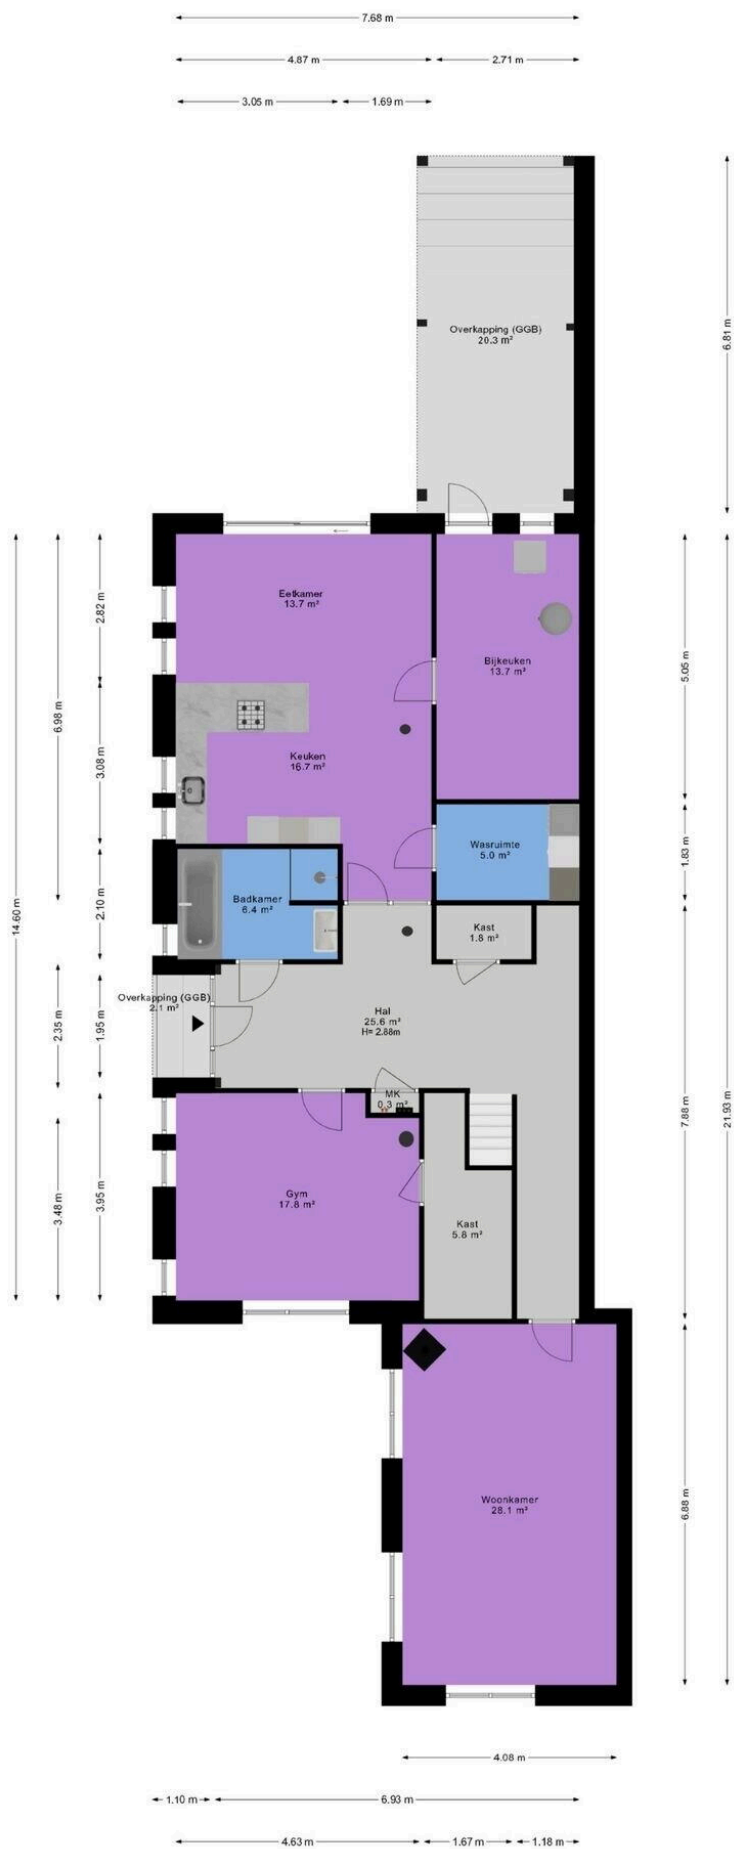 7.68 m
4.87 m
2.71 m
3.05 m
1.69 m
6.81 m
Overkapping (GGB)
20.3 m²
Eetkamer
13.7 m²
2.82 m
Bijkeuken
13.7 m²
5.05 m
6.98 m
3.08 m
Keuken
16.7 m²
Wasruimte
5.0 m²
1.83 m
14.60 m
2.10 m
Badkamer
6.4 m²
Kast
1.8 m²
Overkapping (GGB)
2.1 m²
2.35 m
1.95 m
Hal
25.6 m²
H= 2.88m
MK
0.3 m²
7.88 m
21.93 m
3.48 m
3.95 m
Gym
17.8 m²
Kast
5.8 m²
Woonkamer
28.1 m²
6.88 m
4.08 m
1.10 m
6.93 m
4.63 m
1.67 m
1.18 m